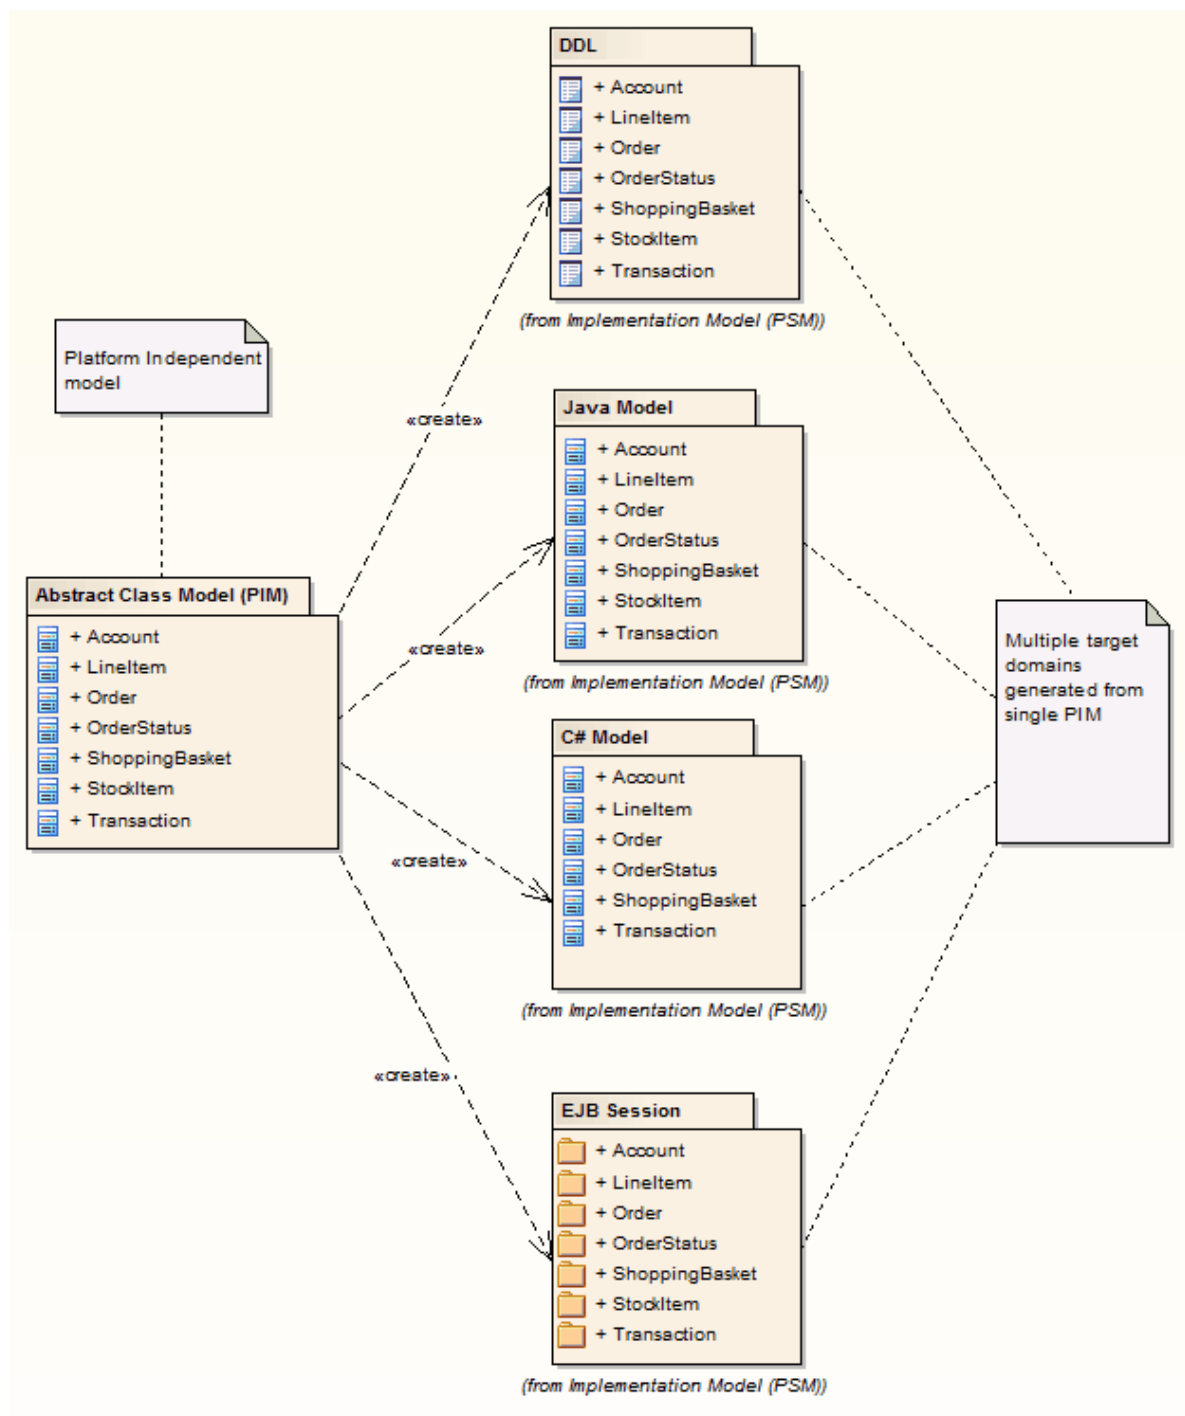 DDL
+ Account
+ LineItem
+ Order
+ OrderStatus
+ ShoppingBasket
+ StockItem
+ Transaction
(from Implementation Model (PSM))
Platform Independent
model
«create»
Java Model
+ Account
+ LineItem
+ Order
+ OrderStatus
+ ShoppingBasket
+ StockItem
+ Transaction
(from Implementation Model (PSM))
«create»
Abstract Class Model (PIM)
+ Account
+ LineItem
+ Order
+ OrderStatus
+ ShoppingBasket
+ StockItem
+ Transaction
Multiple target
domains
generated from
single PIM
C# Model
+ Account
+ LineItem
+ Order
+ OrderStatus
+ ShoppingBasket
+ Transaction
(from Implementation Model (PSM))
«create»
«create»
EJB Session
+ Account
+ LineItem
+ Order
+ OrderStatus
+ ShoppingBasket
+ StockItem
+ Transaction
(from Implementation Model (PSM))